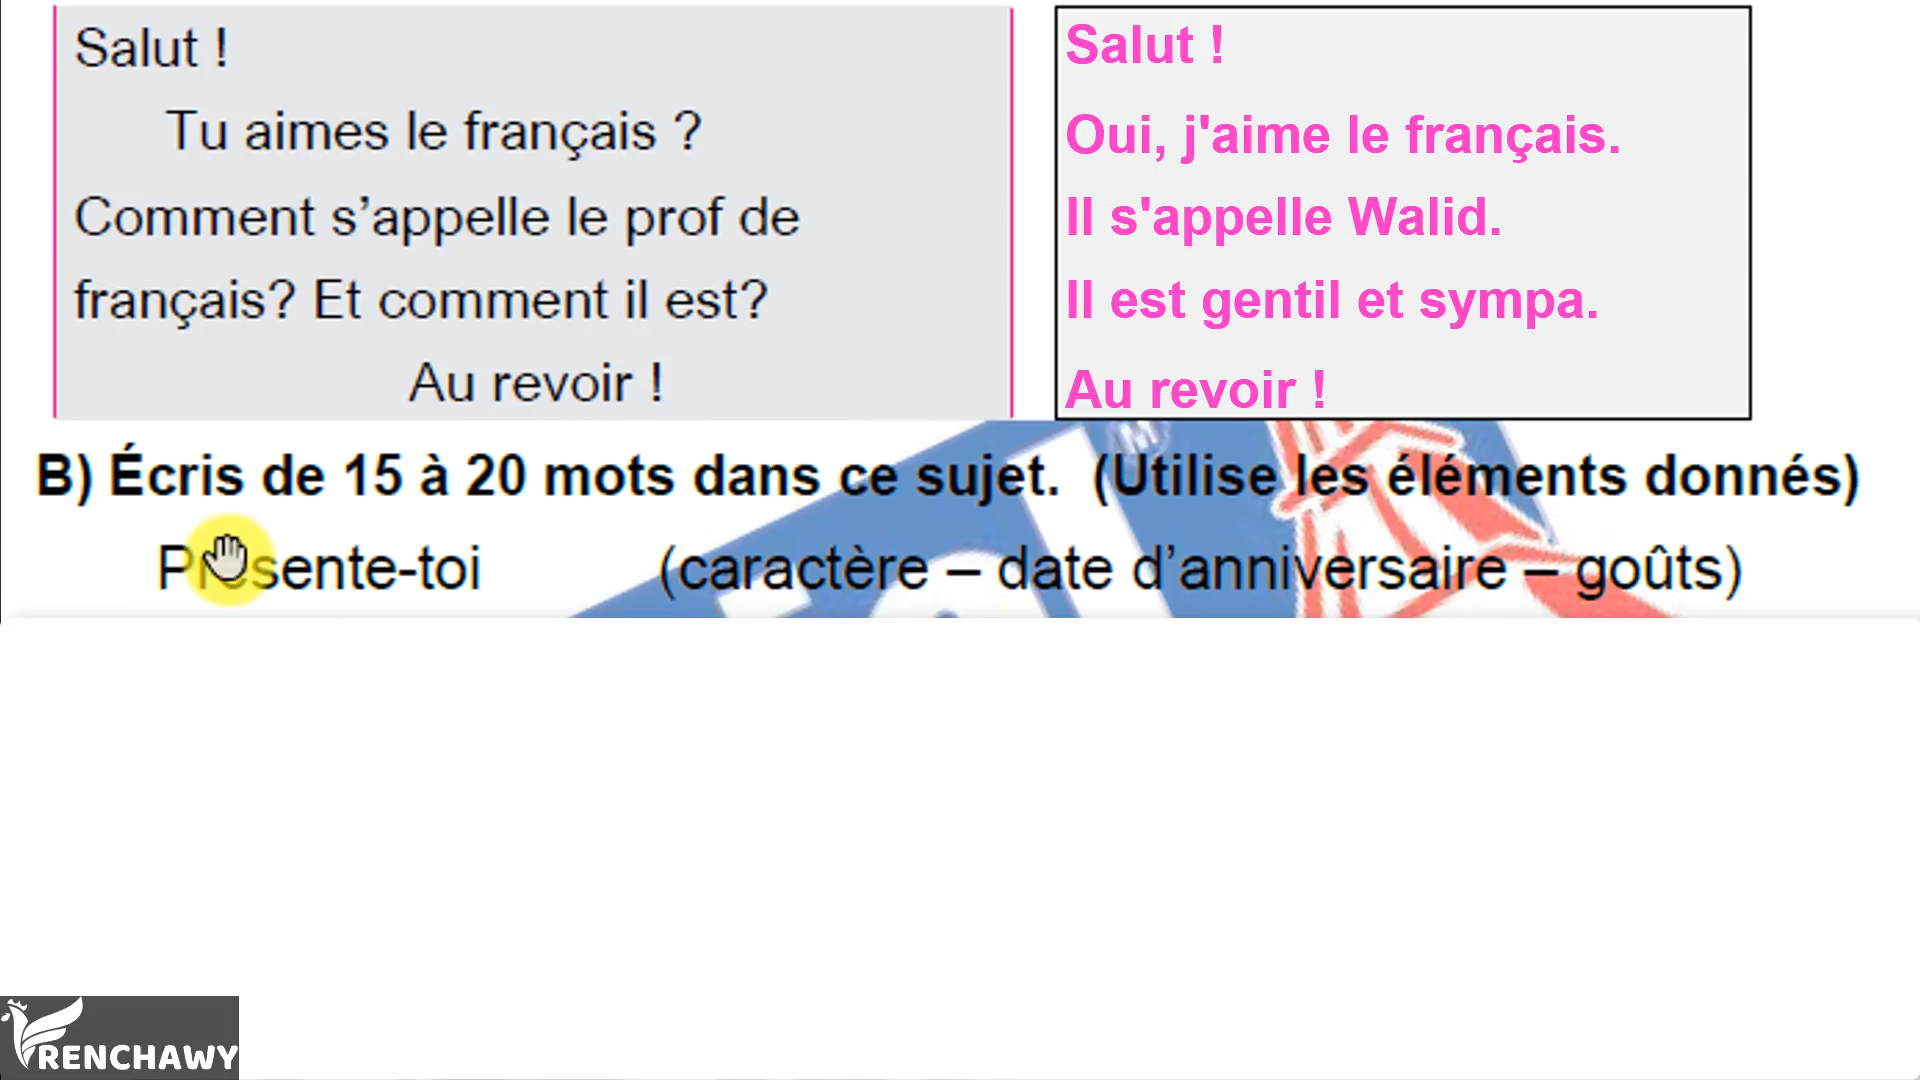 Salut !
Tu aimes le français ?
Comment s’appelle le prof de
français? Et comment il est?
Au revoir !
Salut !
Oui, j'aime le français.
Il s'appelle Walid.
Il est gentil et sympa.
Au revoir !
B) Écris de 15 à 20 mots dans ce sujet. (Utilise les éléments donnés)
Présente-toi (caractère – date d’anniversaire – goûts)
RENCHAWY